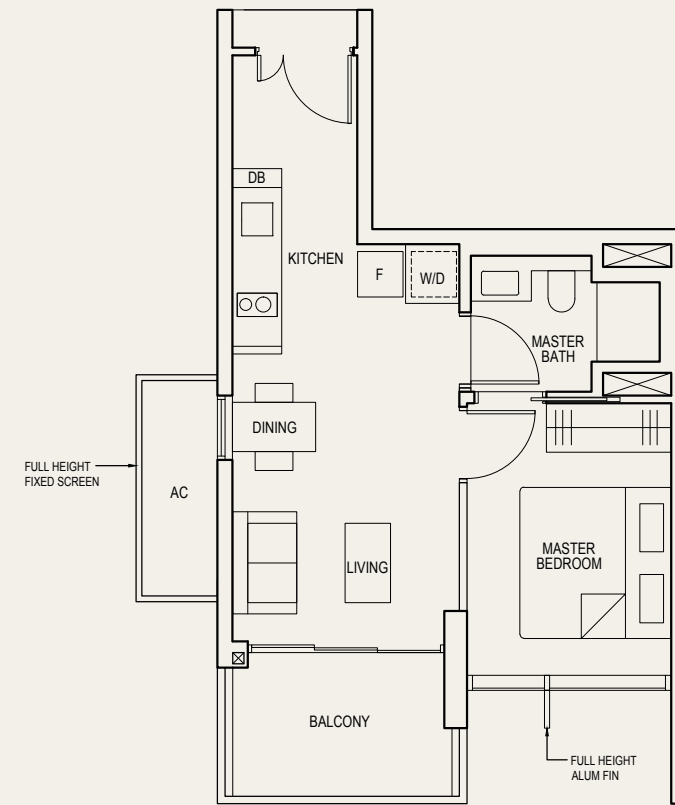 DB
KITCHEN
F
W/D
MASTER
BATH
DINING
FULL HEIGHT
FIXED SCREEN
AC
MASTER
BEDROOM
LIVING
BALCONY
FULL HEIGHT
ALUM FIN